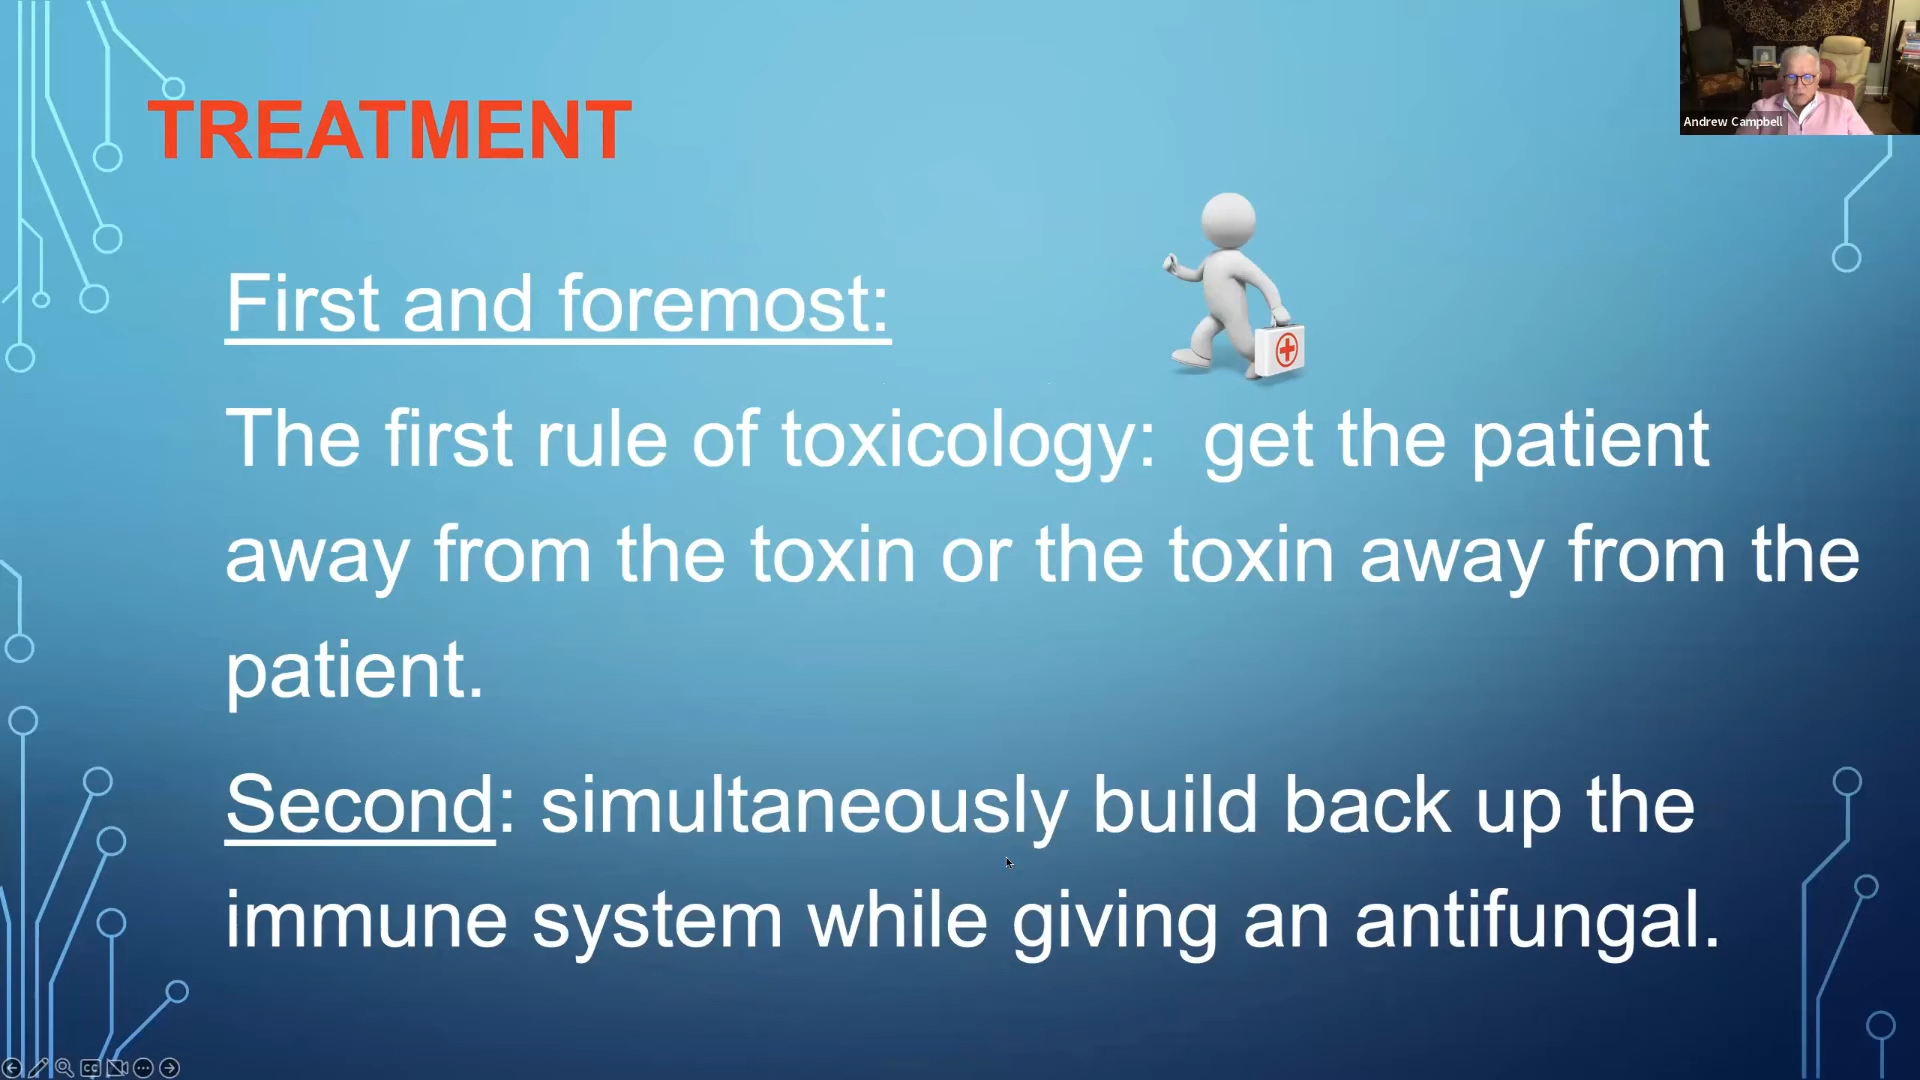 Andrew Campbell
TREATMENT
First and foremost:
The first rule of toxicology:  get the patient
away from the toxin or the toxin away from the
patient.
Second: simultaneously build back up the
immune system while giving an antifungal.
CC